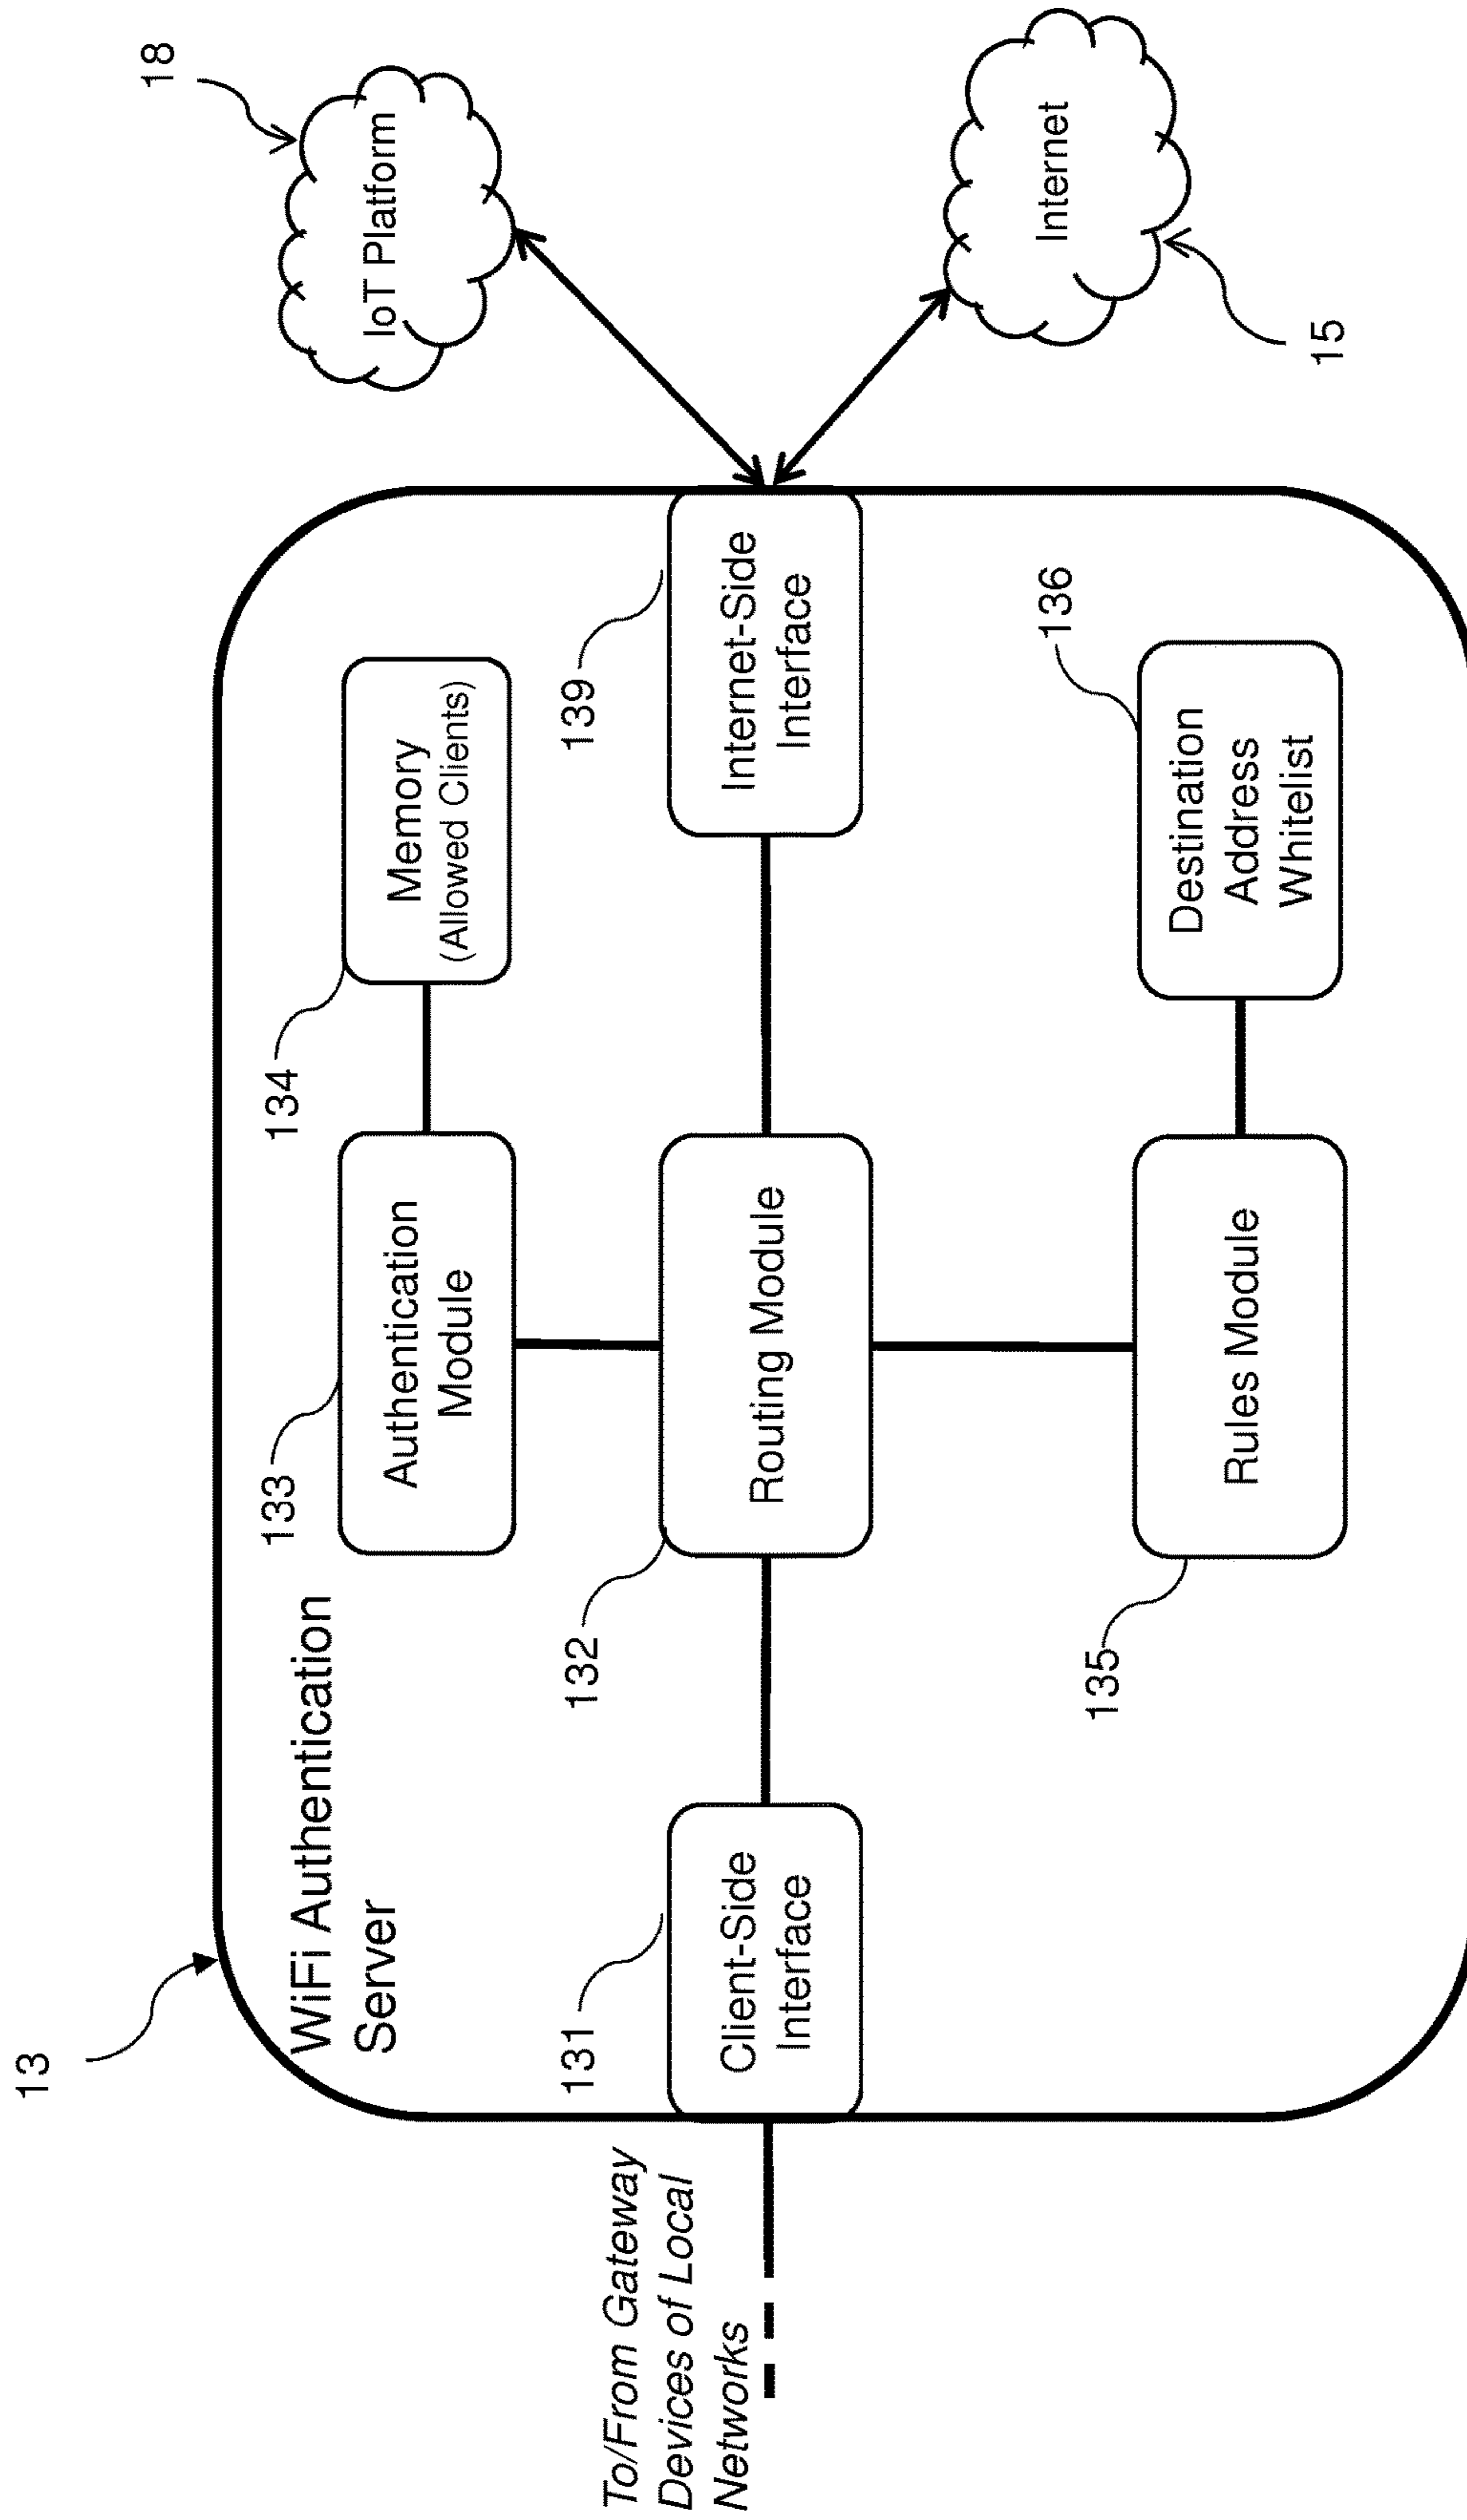 13
WiFi Authentication
Server
18
IoT Platform
133
134
Authentication
Module
Memory
(Allowed Clients)
To/From Gateway
Devices of Local
Networks
131
132
139
Client-Side
Interface
Routing Module
Internet-Side
Interface
Internet
15
135
136
Rules Module
Destination
Address
Whitelist